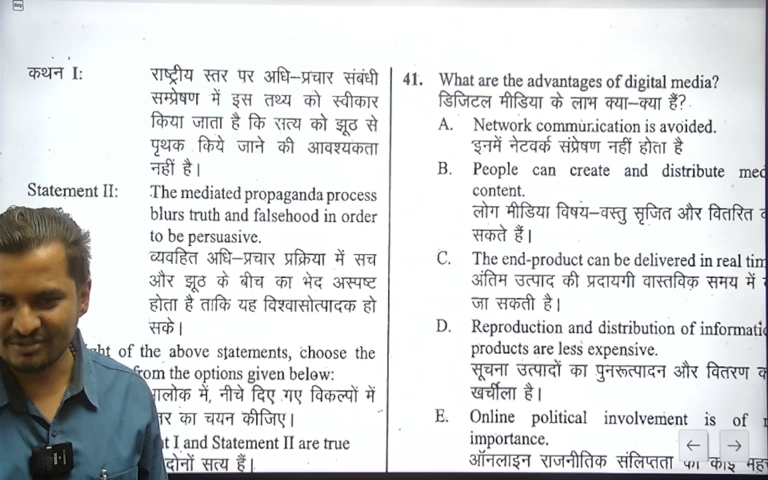 कथन I:
राष्ट्रीय स्तर पर अधि–प्रचार संबंधी
सम्प्रेषण में इस तथ्य को स्वीकार
किया जाता है कि सत्य को झूठ से
पृथक किये जाने की आवश्यकता
नहीं है।
Statement II:
The mediated propaganda process
blurs truth and falsehood in order
to be persuasive.
व्यवहित अधि–प्रचार प्रक्रिया में सच
और झूठ के बीच का भेद अस्पष्ट
होता है ताकि यह विश्वासोत्पादक हो
सके।
of the above statements, choose the
from the options given below:
में, नीचे दिए गए विकल्पों में
का चयन कीजिए।
I and Statement II are true
दोनों सत्य हैं।
41. What are the advantages of digital media?
डिजिटल मीडिया के लाभ क्या–क्या हैं?
A. Network communication is avoided.
इनमें नेटवर्क संप्रेषण नहीं होता है
B. People can create and distribute
content.
लोग मीडिया विषय–वस्तु सृजित और वितरित
सकते हैं।
C. The end-product can be delivered in real
अंतिम उत्पाद की प्रदायगी वास्तविक समय में
जा सकती है।
D. Reproduction and distribution of
products are less expensive.
सूचना उत्पादों का पुनरूत्पादन और वितरण
खर्चीला है।
E. Online political involvement is of
importance.
ऑनलाइन राजनीतिक संलिप्तता का कोई